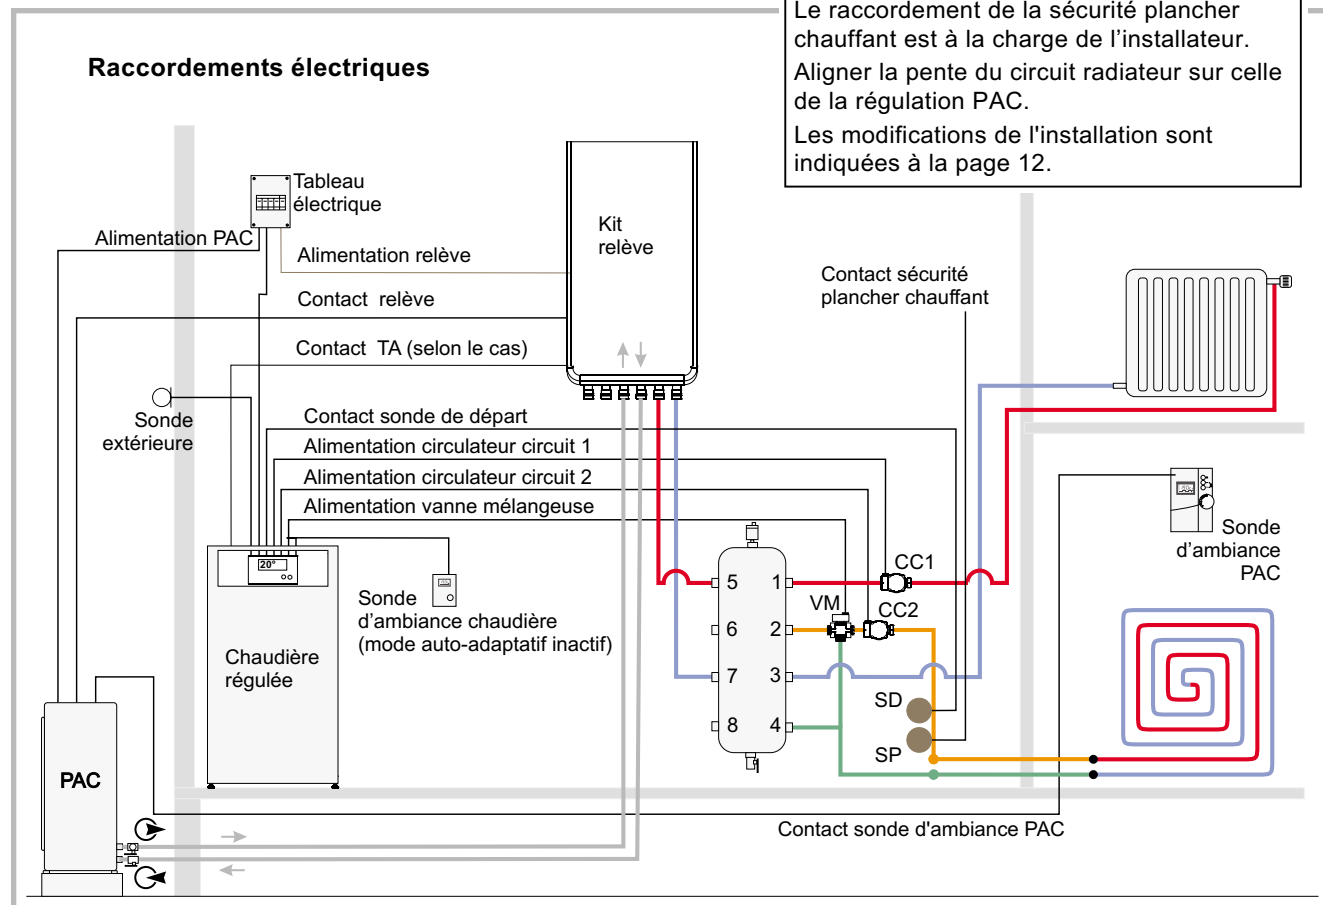 Le raccordement de la sécurité plancher
chauffant est à la charge de l’installateur.
Aligner la pente du circuit radiateur sur celle
de la régulation PAC.
Les modifications de l'installation sont
indiquées à la page 12.
Raccordements électriques
Tableau
électrique
Alimentation PAC
Alimentation relève
Contact relève
Contact TA (selon le cas)
Kit
relève
Contact sécurité
plancher chauffant
Sonde
extérieure
Contact sonde de départ
Alimentation circulateur circuit 1
Alimentation circulateur circuit 2
Alimentation vanne mélangeuse
20°
Sonde
d’ambiance chaudière
(mode auto-adaptatif inactif)
Chaudière
régulée
5 1
6 2
7 3
8 4
CC1
VM
CC2
SD
SP
Sonde
d’ambiance
PAC
PAC
Contact sonde d'ambiance PAC